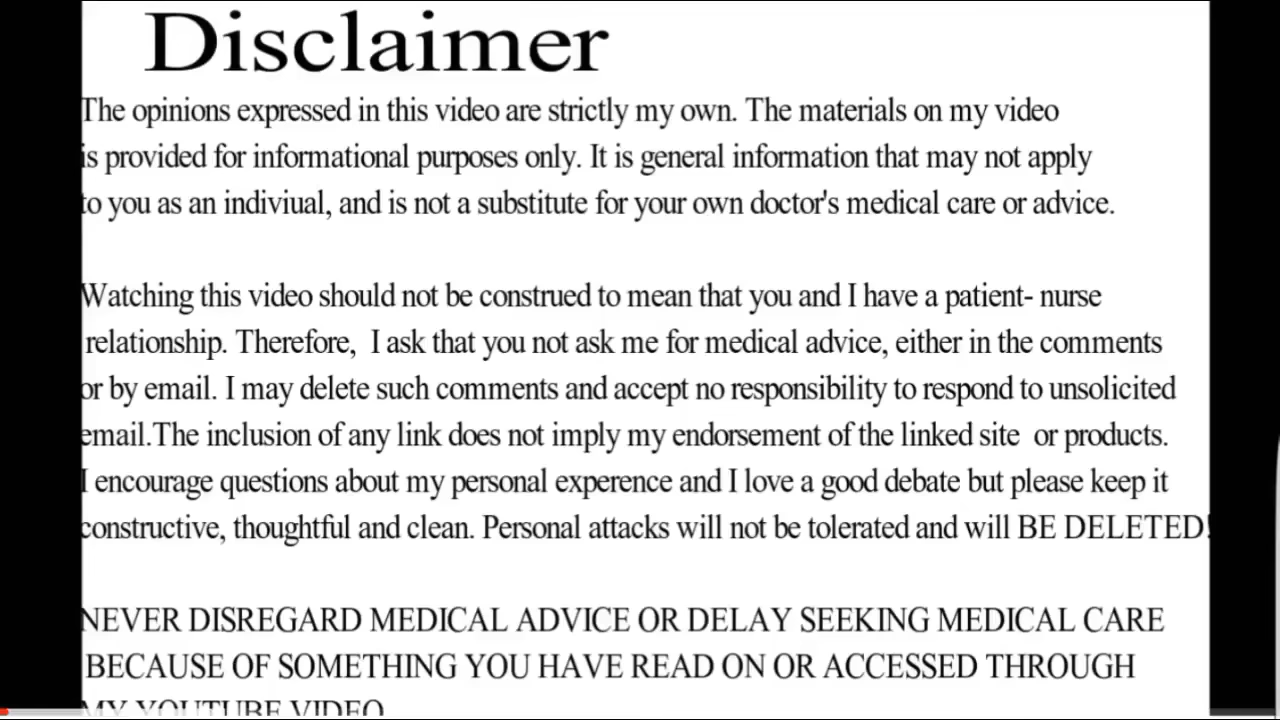 Disclaimer
The opinions expressed in this video are strictly my own. The materials on my video
is provided for informational purposes only. It is general information that may not apply
to you as an indiviual, and is not a substitute for your own doctor's medical care or advice.
Watching this video should not be construed to mean that you and I have a patient- nurse
relationship. Therefore, I ask that you not ask me for medical advice, either in the comments
or by email. I may delete such comments and accept no responsibility to respond to unsolicited
email.The inclusion of any link does not imply my endorsement of the linked site or products.
I encourage questions about my personal experence and I love a good debate but please keep it
constructive, thoughtful and clean. Personal attacks will not be tolerated and will BE DELETED!
NEVER DISREGARD MEDICAL ADVICE OR DELAY SEEKING MEDICAL CARE
BECAUSE OF SOMETHING YOU HAVE READ ON OR ACCESSED THROUGH
MY YOUTUBE VIDEO